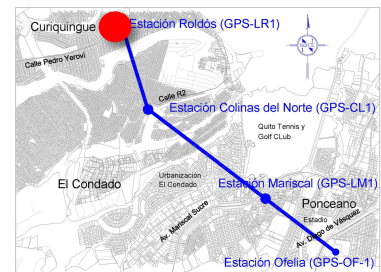 Curiquingue
Estación Roldós (GPS-LR1)
Calle Pedro Yerovi
Calle R2
Estación Colinas del Norte (GPS-CL1)
Quito Tennis y
Golf CLub
El Condado
Urbanización
El Condado
Estación Mariscal (GPS-LM1)
Ponceano
Estadio
Av. Mariscal Sucre
Av. Diego de Vásquez
Estación Ofelia (GPS-OF-1)